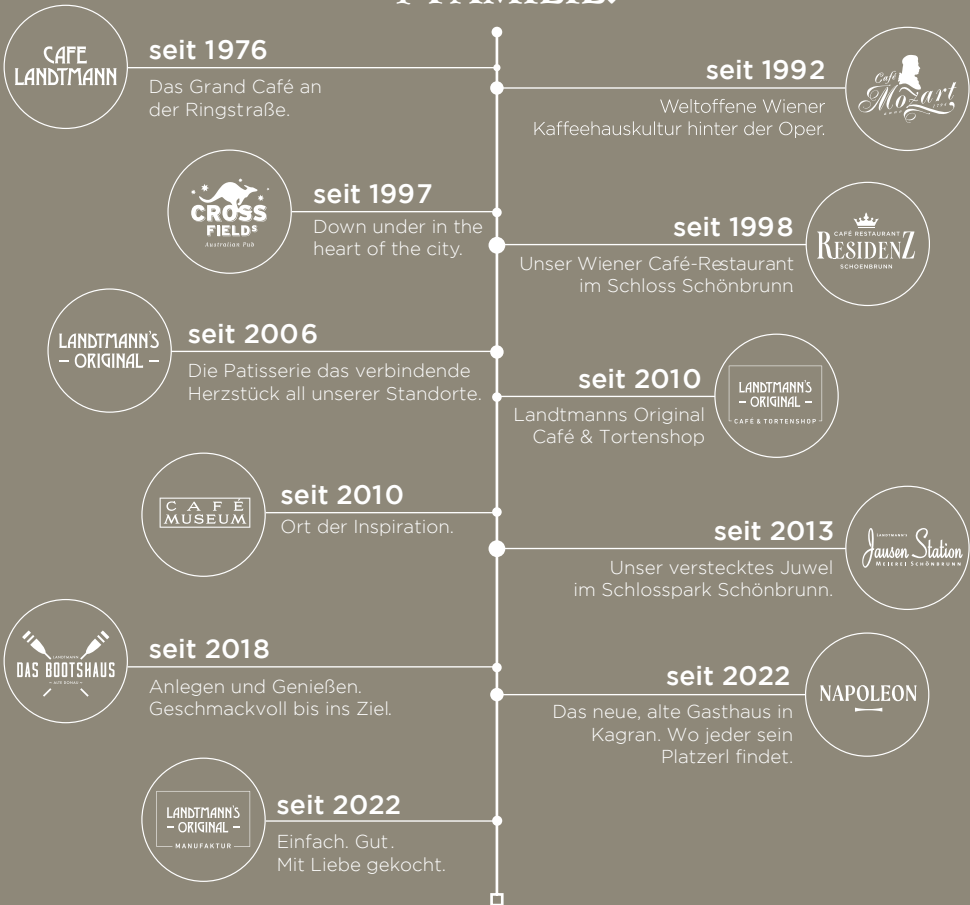 1 FAMILIE.
CAFE
LANDTMANN
seit 1976
Das Grand Café an
der Ringstraße.
seit 1992
Weltoffene Wiener
Kaffeehauskultur hinter der Oper.
Café
Mozart
CROSS
FIELDS
Australian Pub
seit 1997
Down under in the
heart of the city.
seit 1998
Unser Wiener Café-Restaurant
im Schloss Schönbrunn
CAFÉ RESTAURANT
RESIDENZ
SCHOENBRUNN
LANDTMANN'S
– ORIGINAL –
seit 2006
Die Patisserie das verbindende
Herzstück all unserer Standorte.
seit 2010
Landtmanns Original
Café & Tortenshop
LANDTMANN'S
– ORIGINAL –
CAFÉ & TORTENSHOP
CAFÉ
MUSEUM
seit 2010
Ort der Inspiration.
seit 2013
Unser verstecktes Juwel
im Schlosspark Schönbrunn.
LANDTMANN'S
Jausen Station
MEIEREI SCHÖNBRUNN
LANDTMANN
DAS BOOTSHAUS
– ALTE DONAU –
seit 2018
Anlegen und Genießen.
Geschmackvoll bis ins Ziel.
seit 2022
Das neue, alte Gasthaus in
Kagran. Wo jeder sein
Platzerl findet.
NAPOLEON
LANDTMANN'S
– ORIGINAL –
MANUFAKTUR
seit 2022
Einfach. Gut.
Mit Liebe gekocht.